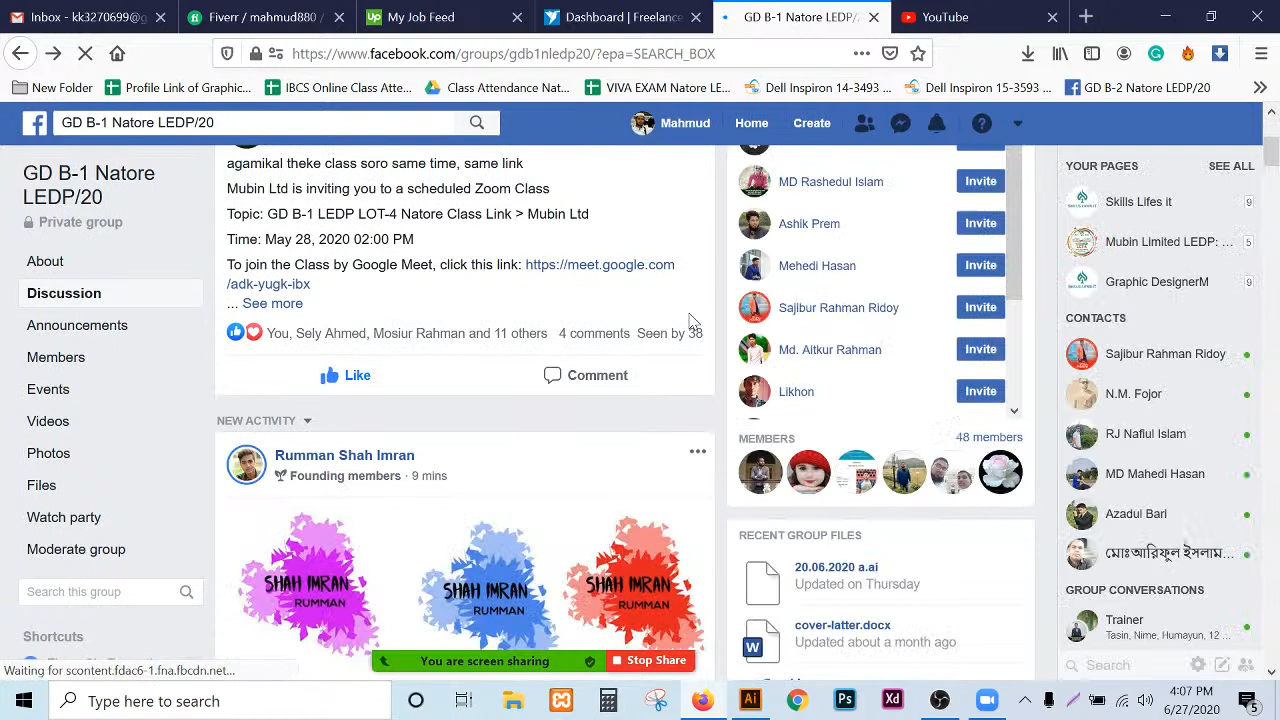 Inbox - kk3270699@g
Fiverr / mahmud880 /
My Job Feed
Dashboard | Freelance
GD B-1 Natore LEDP/
YouTube
https://www.facebook.com/groups/gdb1nledp20/?epa=SEARCH_BOX
New Folder
Profile Link of Graphic...
IBCS Online Class Atte...
Class Attendance Nat...
VIVA EXAM Natore LE...
Dell Inspiron 14-3493 ...
Dell Inspiron 15-3593 ...
GD B-2 Natore LEDP/20
GD B-1 Natore LEDP/20
Mahmud
Home
Create
GD B-1 Natore
LEDP/20
Private group
About
Discussion
Announcements
Members
Events
Videos
Photos
Files
Watch party
Moderate group
Search this group
Shortcuts
agamikal theke class soro same time, same link
Mubin Ltd is inviting you to a scheduled Zoom Class
Topic: GD B-1 LEDP LOT-4 Natore Class Link > Mubin Ltd
Time: May 28, 2020 02:00 PM
To join the Class by Google Meet, click this link: https://meet.google.com
/adk-yugk-ibx
... See more
You, Saly Ahmed, Mosiur Rahman and 11 others
4 comments
Seen by 38
Like
Comment
NEW ACTIVITY
Rumman Shah Imran
Founding members · 9 mins
SHAH IMRAN
RUMMAN
SHAH IMRAN
RUMMAN
SHAH IMRAN
RUMMAN
MD Rashedul Islam
Invite
Ashik Prem
Invite
Mehedi Hasan
Invite
Sajibur Rahman Ridoy
Invite
Md. Aitkur Rahman
Invite
Likhon
Invite
MEMBERS
48 members
RECENT GROUP FILES
20.06.2020 a.ai
Updated on Thursday
cover-latter.docx
Updated about a month ago
YOUR PAGES
SEE ALL
Skills Lifes it
9
Mubin Limited LEDP: ...
5
Graphic DesignerM
9
CONTACTS
Sajibur Rahman Ridoy
N.M. Fojor
RJ Naflul Islam
MD Mahedi Hasan
Azadul Bari
মোঃআরিফুল ইসলাম...
GROUP CONVERSATIONS
Trainer
Tasin, Nime, Humayun, 12 ...
Search
Waiting for scontent.fdac6-1.fna.fbcdn.net...
You are screen sharing
Stop Share
Type here to search
Ai
Ps
Xd
4:07 PM
6/27/2020
5